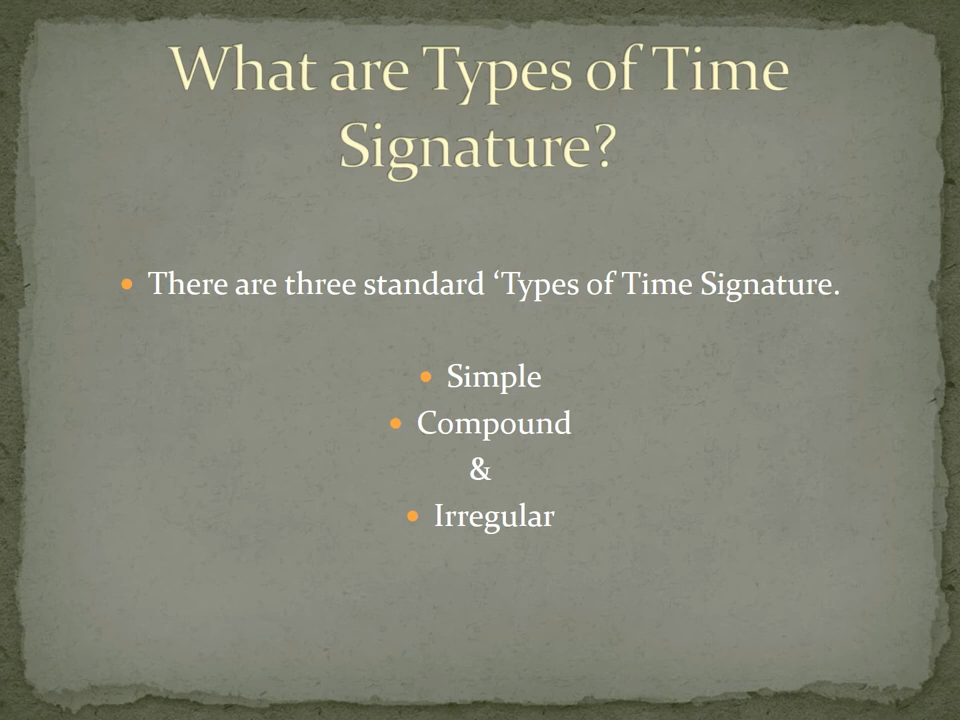 What are Types of Time
Signature?
• There are three standard ‘Types of Time Signature.
• Simple
• Compound
&
• Irregular